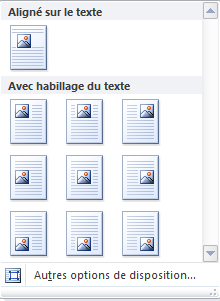 Aligné sur le texte
Avec habillage du texte
Autres options de disposition...